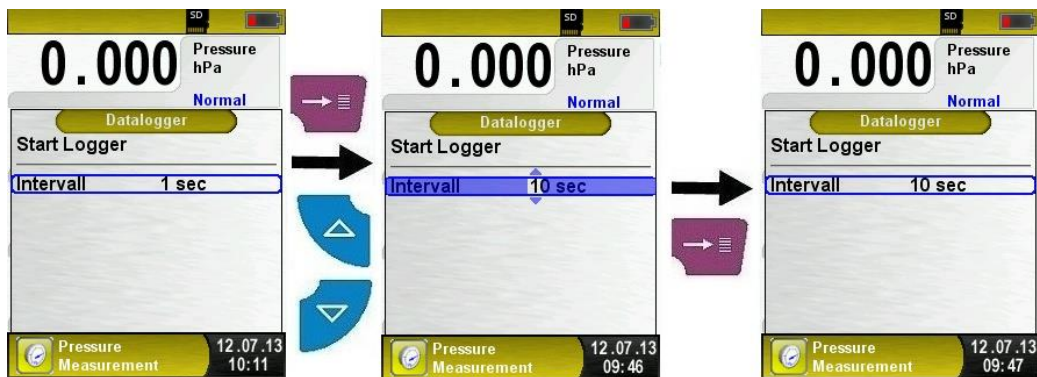 SD
0.000
Pressure
hPa
Normal
Datalogger
Start Logger
Intervall 1 sec
Pressure
Measurement
12.07.13
10:11
SD
0.000
Pressure
hPa
Normal
Datalogger
Start Logger
Intervall 10 sec
Pressure
Measurement
12.07.13
09:46
SD
0.000
Pressure
hPa
Normal
Datalogger
Start Logger
Intervall 10 sec
Pressure
Measurement
12.07.13
09:47